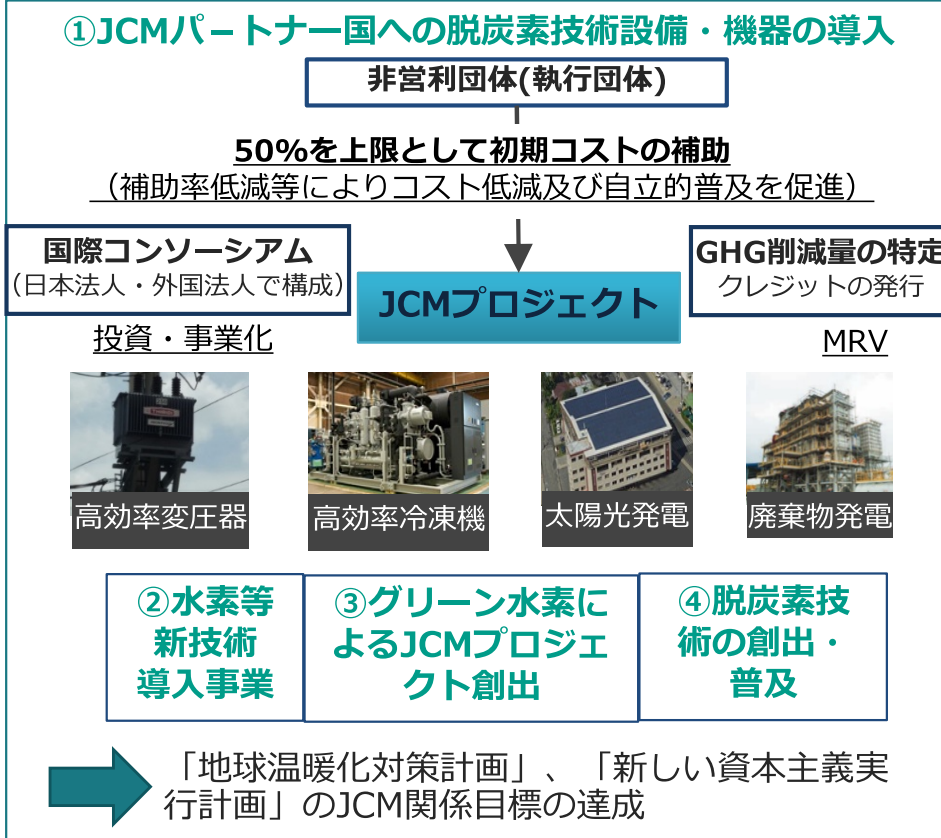 ①JCMパートナー国への脱炭素技術設備・機器の導入
非営利団体(執行団体)
50%を上限として初期コストの補助
（補助率低減等によりコスト低減及び自立的普及を促進）
国際コンソーシアム
（日本法人・外国法人で構成）
投資・事業化
JCMプロジェクト
GHG削減量の特定
クレジットの発行
MRV
高効率変圧器
高効率冷凍機
太陽光発電
廃棄物発電
②水素等
新技術
導入事業
③グリーン水素に
よるJCMプロジェ
クト創出
④脱炭素技
術の創出・
普及
「地球温暖化対策計画」、「新しい資本主義実
行計画」のJCM関係目標の達成